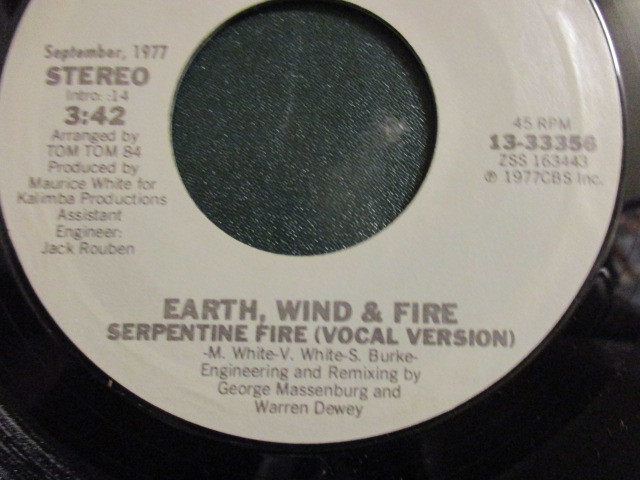 September, 1977
STEREO
Intro: :14
3:42
Arranged by
TOM TOM 84
Produced by
Maurice White for
Kalimba Productions
Assistant
Engineer:
Jack Rouben
45 RPM
13-33356
ZSS 163443
℗ 1977CBS Inc.
EARTH, WIND & FIRE
SERPENTINE FIRE (VOCAL VERSION)
-M. White-V. White-S. Burke-
Engineering and Remixing by
George Massenburg and
Warren Dewey